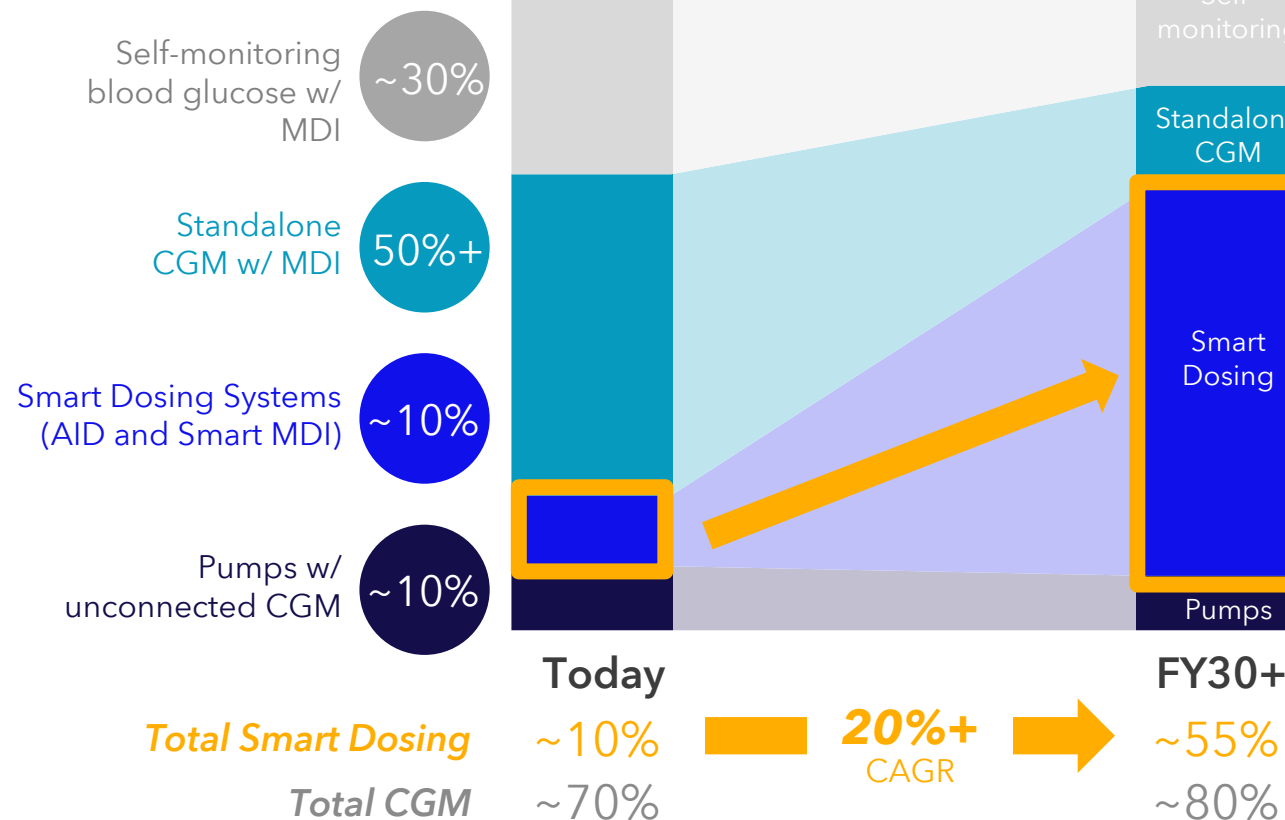 Self-monitoring
blood glucose w/
MDI
~30%
Standalone
CGM w/ MDI
50%+
Smart Dosing Systems
(AID and Smart MDI)
~10%
Pumps w/
unconnected CGM
~10%
monitoring
Standalon
CGM
Smart
Dosing
Pumps
Today
FY30+
Total Smart Dosing
~10%
20%+
CAGR
~55%
Total CGM
~70%
~80%